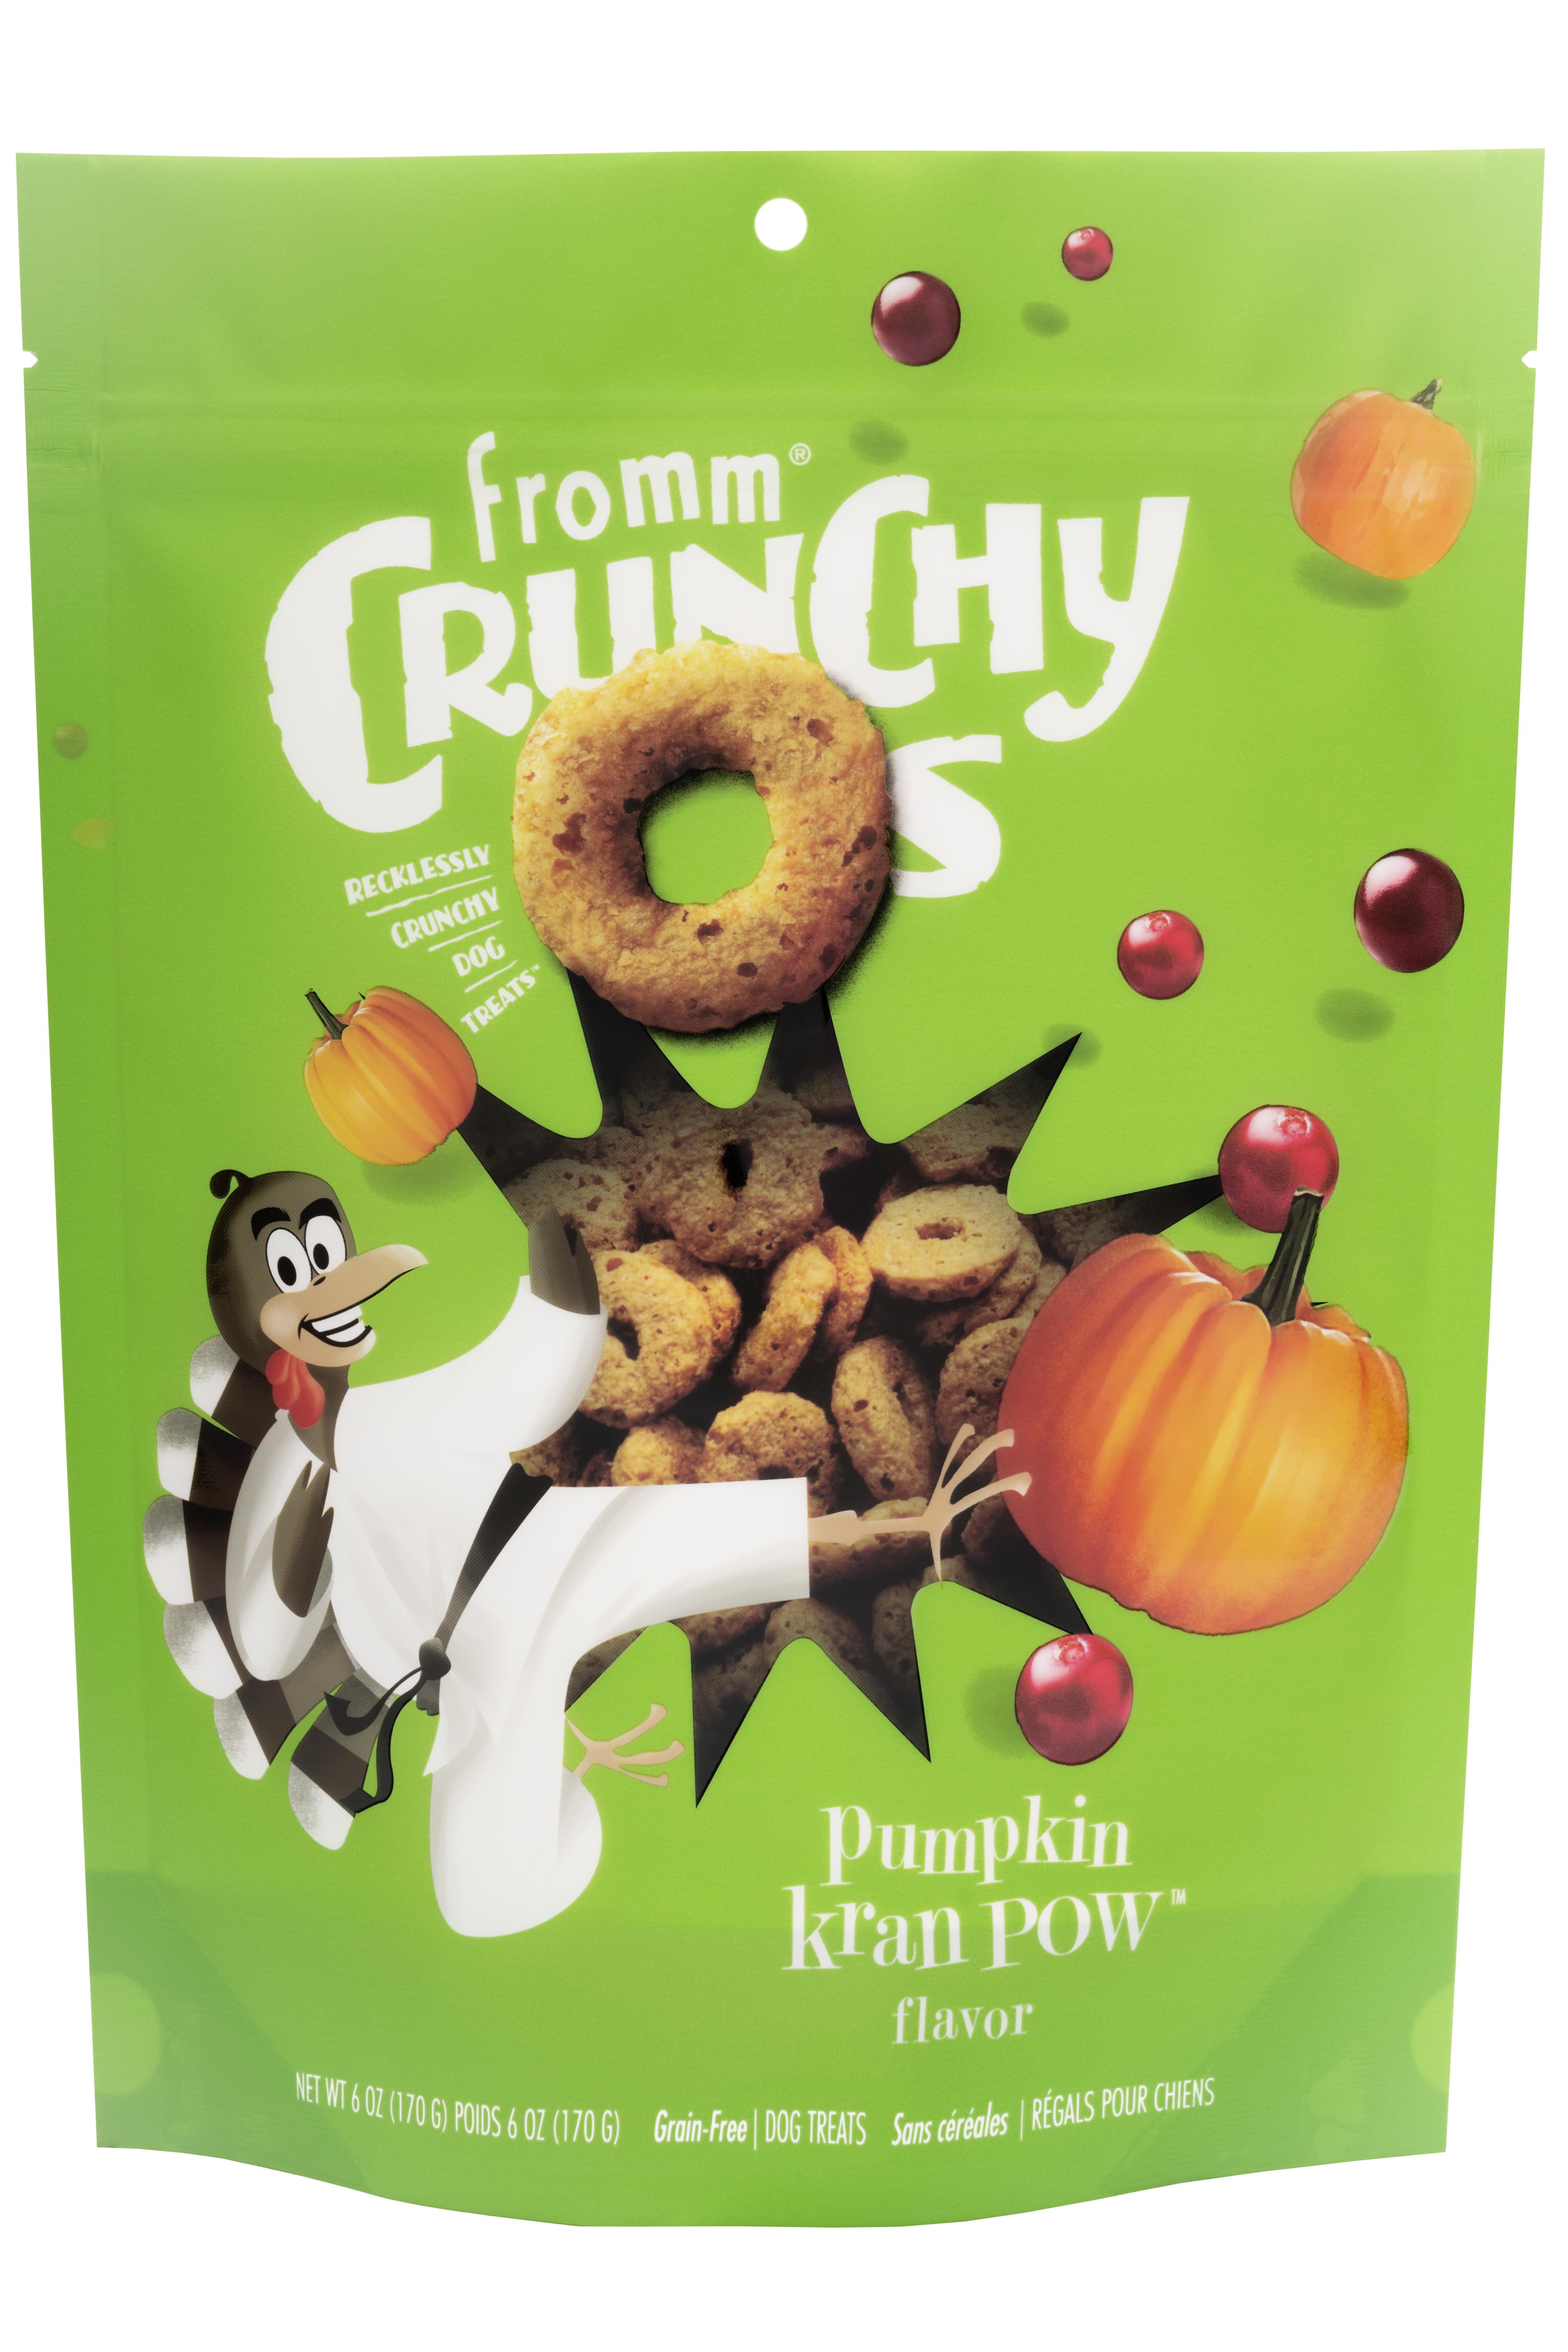 fromm®
CRUNCHY
OS
RECKLESSLY
CRUNCHY
DOG
TREATS™
pumpkin
kran POW™
flavor
NET WT 6 OZ (170 G) POIDS 6 OZ (170 G) Grain-Free | DOG TREATS Sans céréales | RÉGALS POUR CHIENS